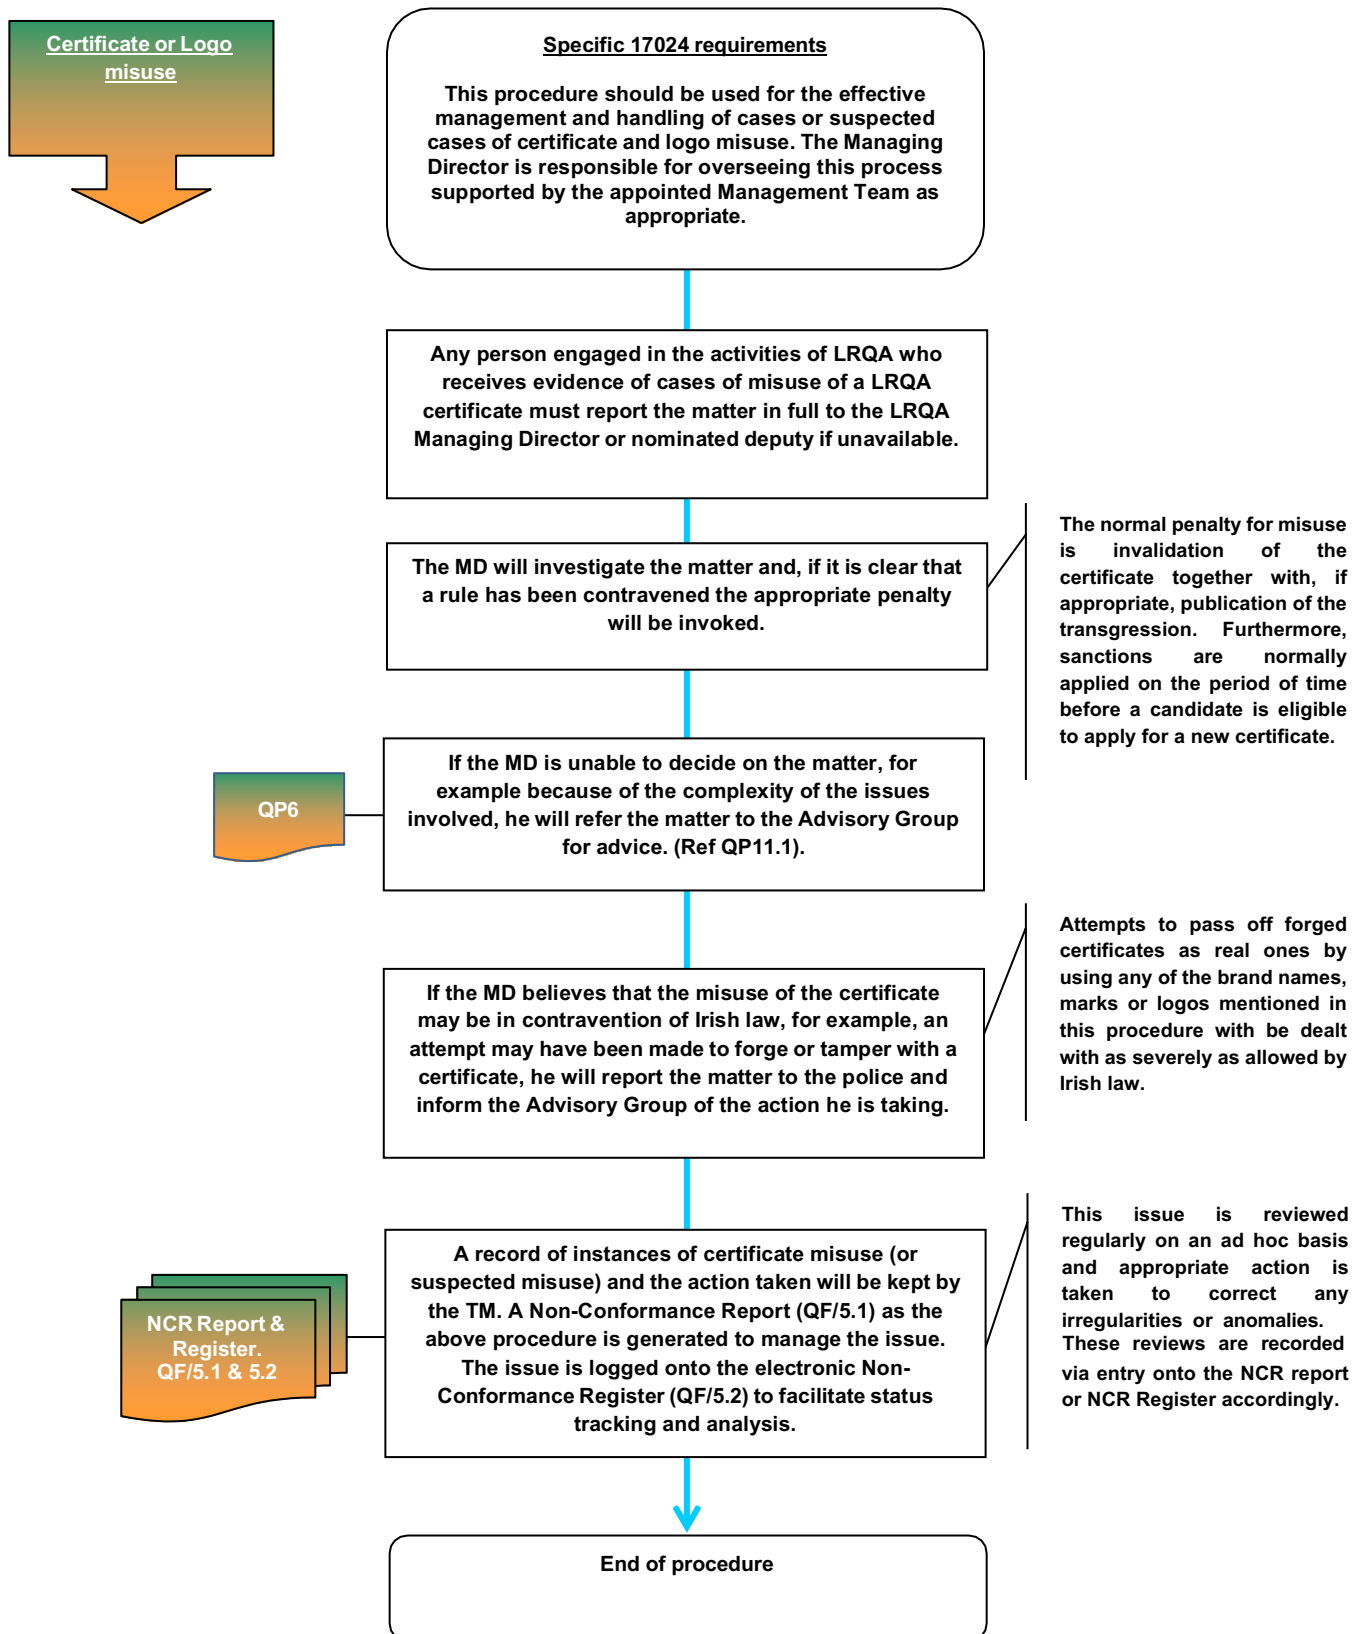 Certificate or Logo
misuse
Specific 17024 requirements
This procedure should be used for the effective
management and handling of cases or suspected
cases of certificate and logo misuse. The Managing
Director is responsible for overseeing this process
supported by the appointed Management Team as
appropriate.
Any person engaged in the activities of LRQA who
receives evidence of cases of misuse of a LRQA
certificate must report the matter in full to the LRQA
Managing Director or nominated deputy if unavailable.
The MD will investigate the matter and, if it is clear that
a rule has been contravened the appropriate penalty
will be invoked.
The normal penalty for misuse
is invalidation of the
certificate together with, if
appropriate, publication of the
transgression. Furthermore,
sanctions are normally
applied on the period of time
before a candidate is eligible
to apply for a new certificate.
QP6
If the MD is unable to decide on the matter, for
example because of the complexity of the issues
involved, he will refer the matter to the Advisory Group
for advice. (Ref QP11.1).
If the MD believes that the misuse of the certificate
may be in contravention of Irish law, for example, an
attempt may have been made to forge or tamper with a
certificate, he will report the matter to the police and
inform the Advisory Group of the action he is taking.
Attempts to pass off forged
certificates as real ones by
using any of the brand names,
marks or logos mentioned in
this procedure with be dealt
with as severely as allowed by
Irish law.
NCR Report &
Register.
QF/5.1 & 5.2
A record of instances of certificate misuse (or
suspected misuse) and the action taken will be kept by
the TM. A Non-Conformance Report (QF/5.1) as the
above procedure is generated to manage the issue.
The issue is logged onto the electronic Non-
Conformance Register (QF/5.2) to facilitate status
tracking and analysis.
This issue is reviewed
regularly on an ad hoc basis
and appropriate action is
taken to correct any
irregularities or anomalies.
These reviews are recorded
via entry onto the NCR report
or NCR Register accordingly.
End of procedure